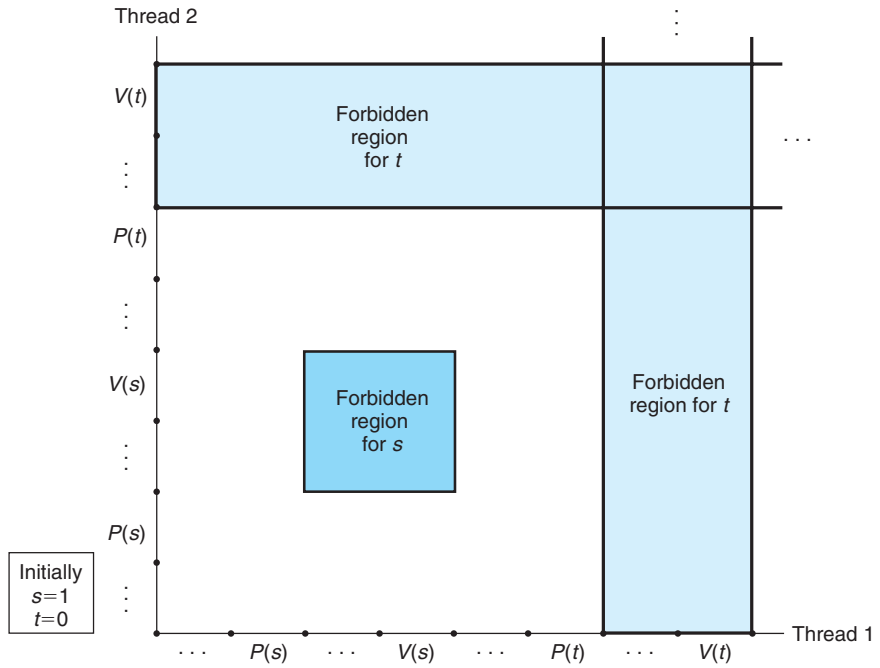 Thread 2
⋮
V(t)
Forbidden
region
for t
. . .
⋮
P(t)
⋮
V(s)
Forbidden
region
for s
Forbidden
region for t
⋮
P(s)
Initially
s=1
t=0
⋮
Thread 1
. . . P(s) . . . V(s) . . . P(t) . . . V(t)